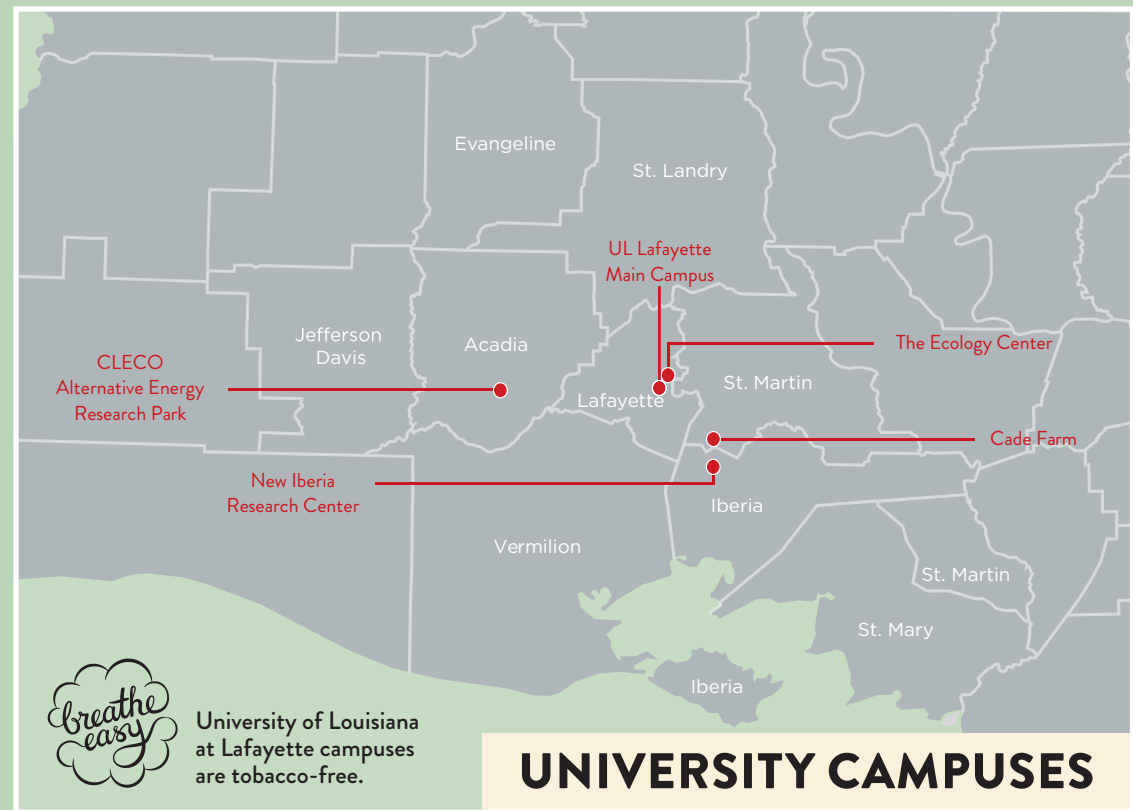 Evangeline
St. Landry
UL Lafayette
Main Campus
Jefferson
Davis
Acadia
The Ecology Center
CLECO
Alternative Energy
Research Park
St. Martin
Lafayette
Cade Farm
New Iberia
Research Center
Iberia
Vermilion
St. Martin
St. Mary
Iberia
breathe
easy
University of Louisiana
at Lafayette campuses
are tobacco-free.
UNIVERSITY CAMPUSES